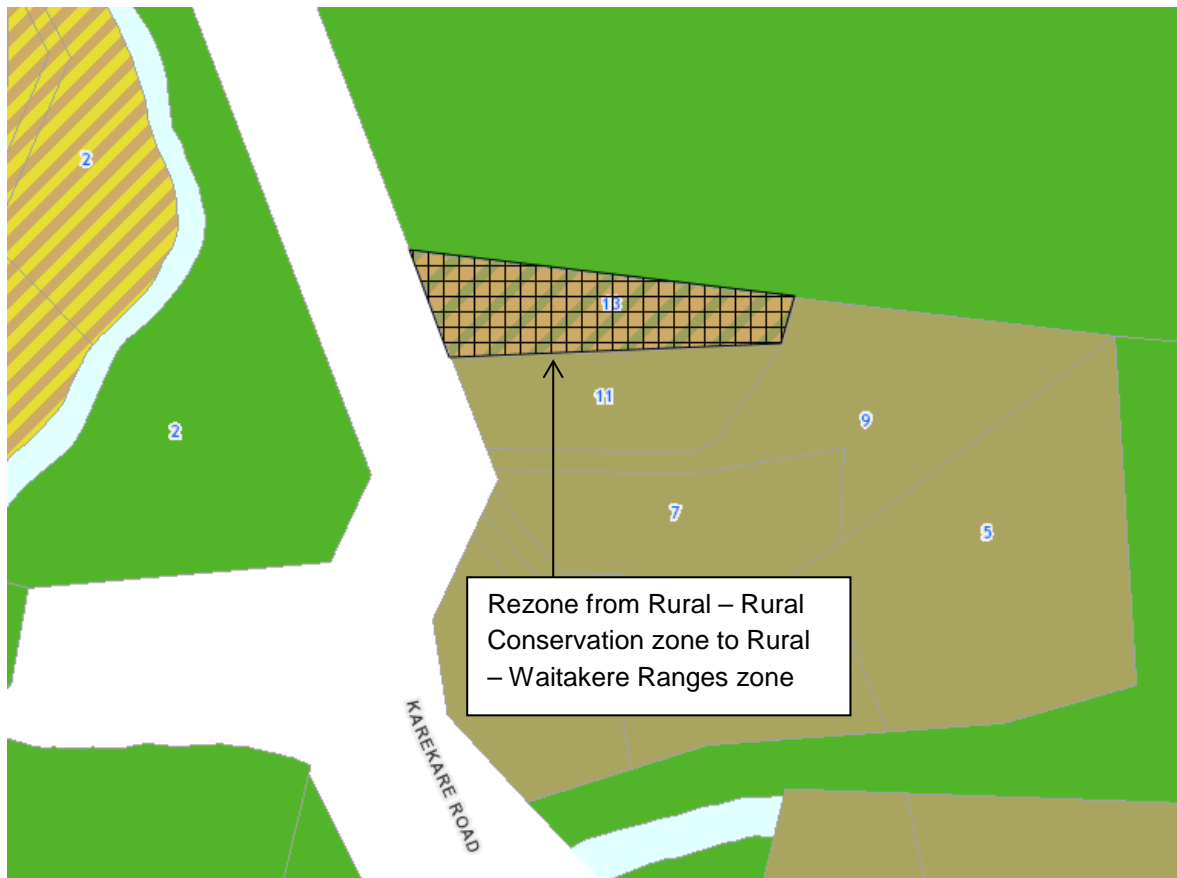 2
13
11
9
2
7
5
Rezone from Rural – Rural
Conservation zone to Rural
– Waitakere Ranges zone
KAREKARE ROAD